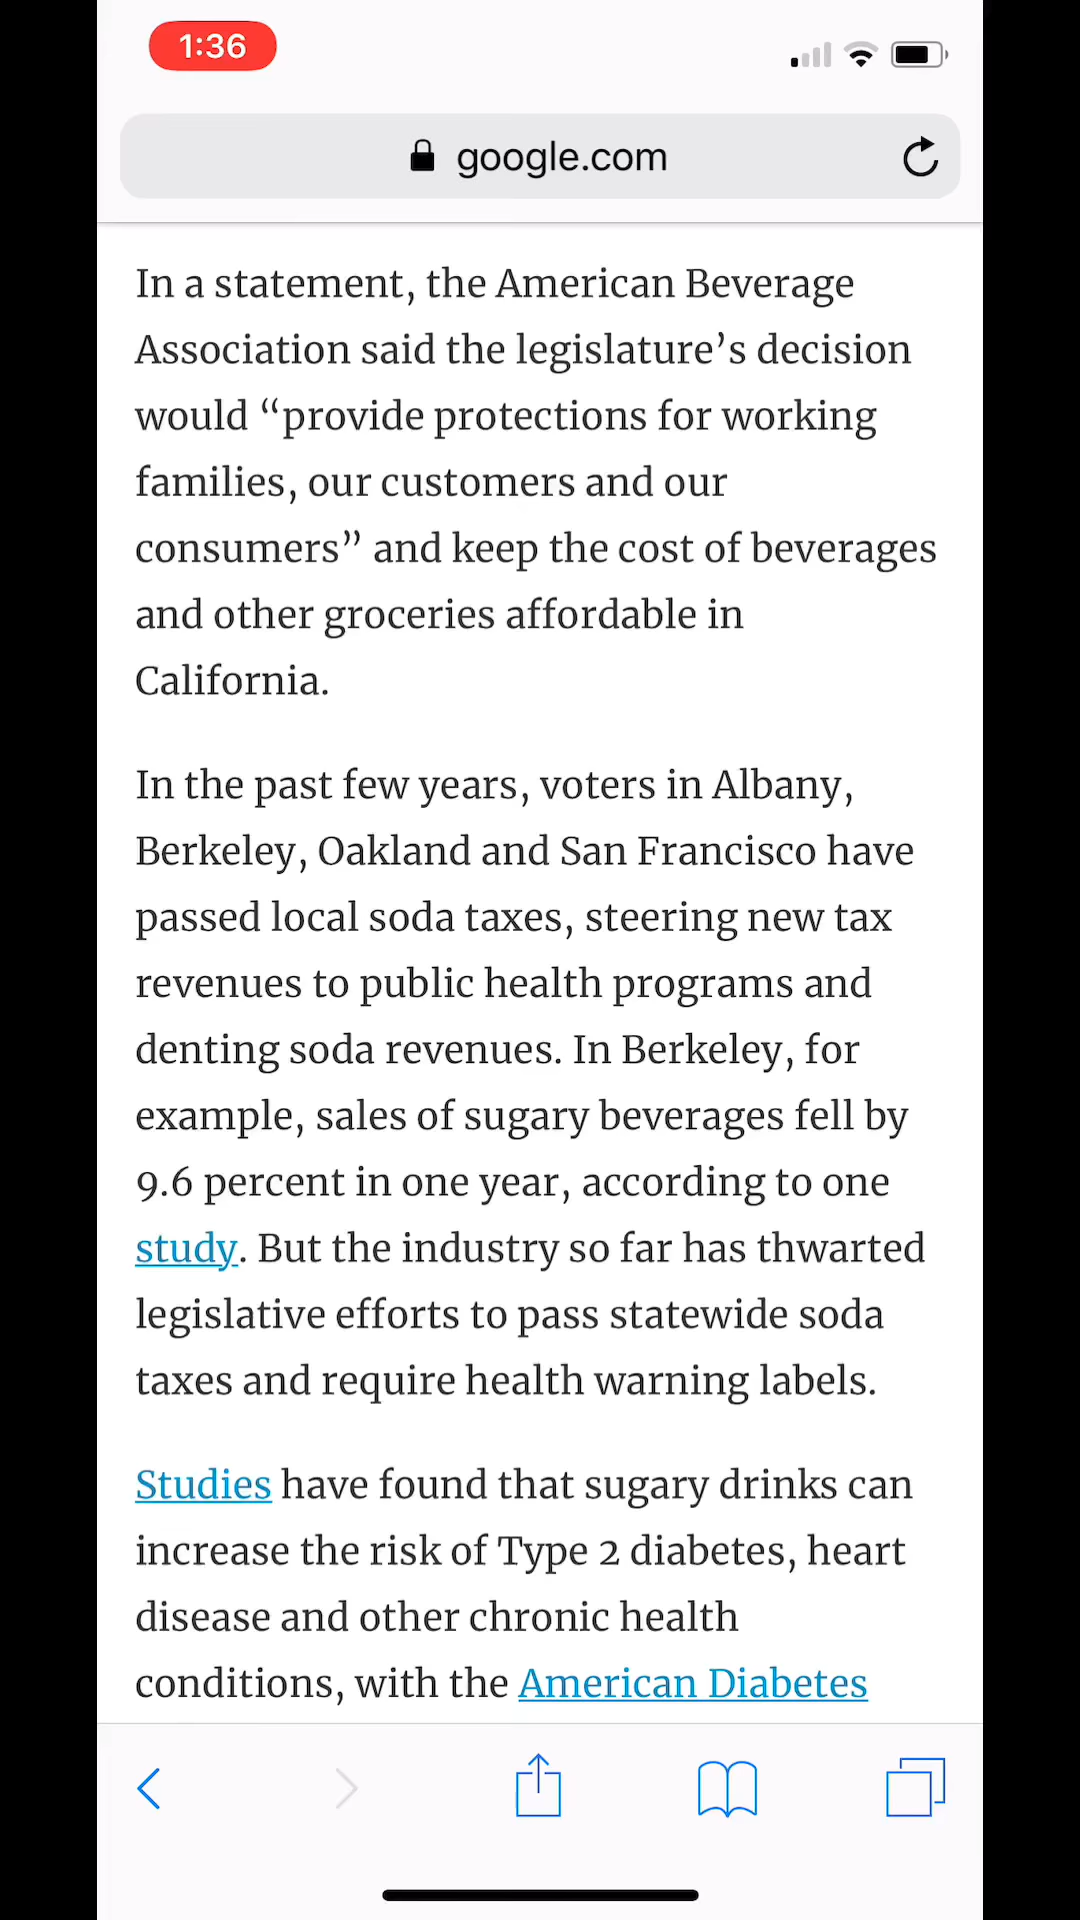 1:36
google.com
In a statement, the American Beverage
Association said the legislature’s decision
would “provide protections for working
families, our customers and our
consumers” and keep the cost of beverages
and other groceries affordable in
California.
In the past few years, voters in Albany,
Berkeley, Oakland and San Francisco have
passed local soda taxes, steering new tax
revenues to public health programs and
denting soda revenues. In Berkeley, for
example, sales of sugary beverages fell by
9.6 percent in one year, according to one
study. But the industry so far has thwarted
legislative efforts to pass statewide soda
taxes and require health warning labels.
Studies have found that sugary drinks can
increase the risk of Type 2 diabetes, heart
disease and other chronic health
conditions, with the American Diabetes